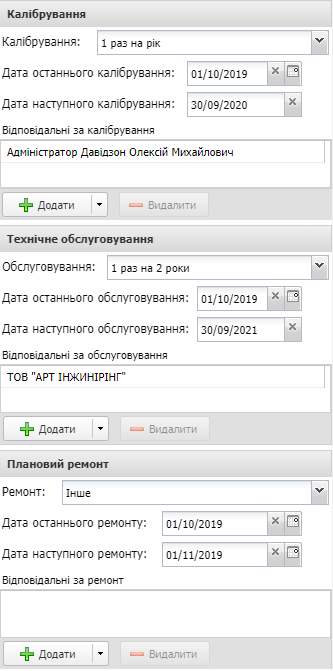 Калібрування
Калібрування: 1 раз на рік
Дата останнього калібрування: 01/10/2019
Дата наступного калібрування: 30/09/2020
Відповідальні за калібрування
Адміністратор Давідзон Олексій Михайлович
Додати Видалити
Технічне обслуговування
Обслуговування: 1 раз на 2 роки
Дата останнього обслуговування: 01/10/2019
Дата наступного обслуговування: 30/09/2021
Відповідальні за обслуговування
ТОВ "АРТ ІНЖИНІРІНГ"
Додати Видалити
Плановий ремонт
Ремонт: Інше
Дата останнього ремонту: 01/10/2019
Дата наступного ремонту: 01/11/2019
Відповідальні за ремонт
Додати Видалити